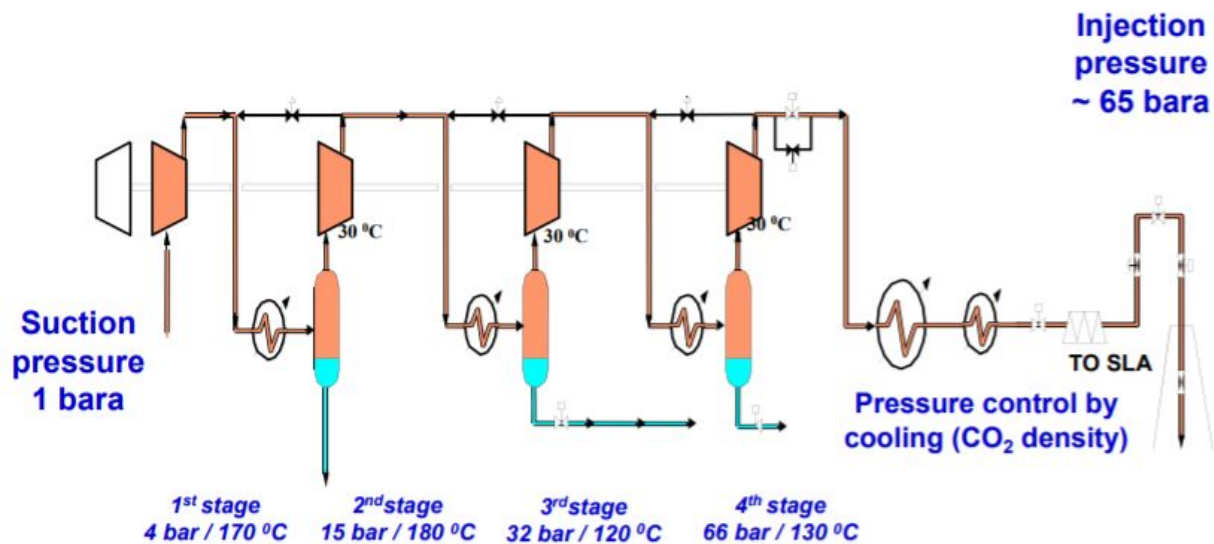 Injection
pressure
~ 65 bara
30 ⁰C
30 ⁰C
30 ⁰C
Suction
pressure
1 bara
TO SLA
Pressure control by
cooling (CO₂ density)
1ˢᵗ stage
4 bar / 170 ⁰C
2ⁿᵈ stage
15 bar / 180 ⁰C
3ʳᵈ stage
32 bar / 120 ⁰C
4ᵗʰ stage
66 bar / 130 ⁰C